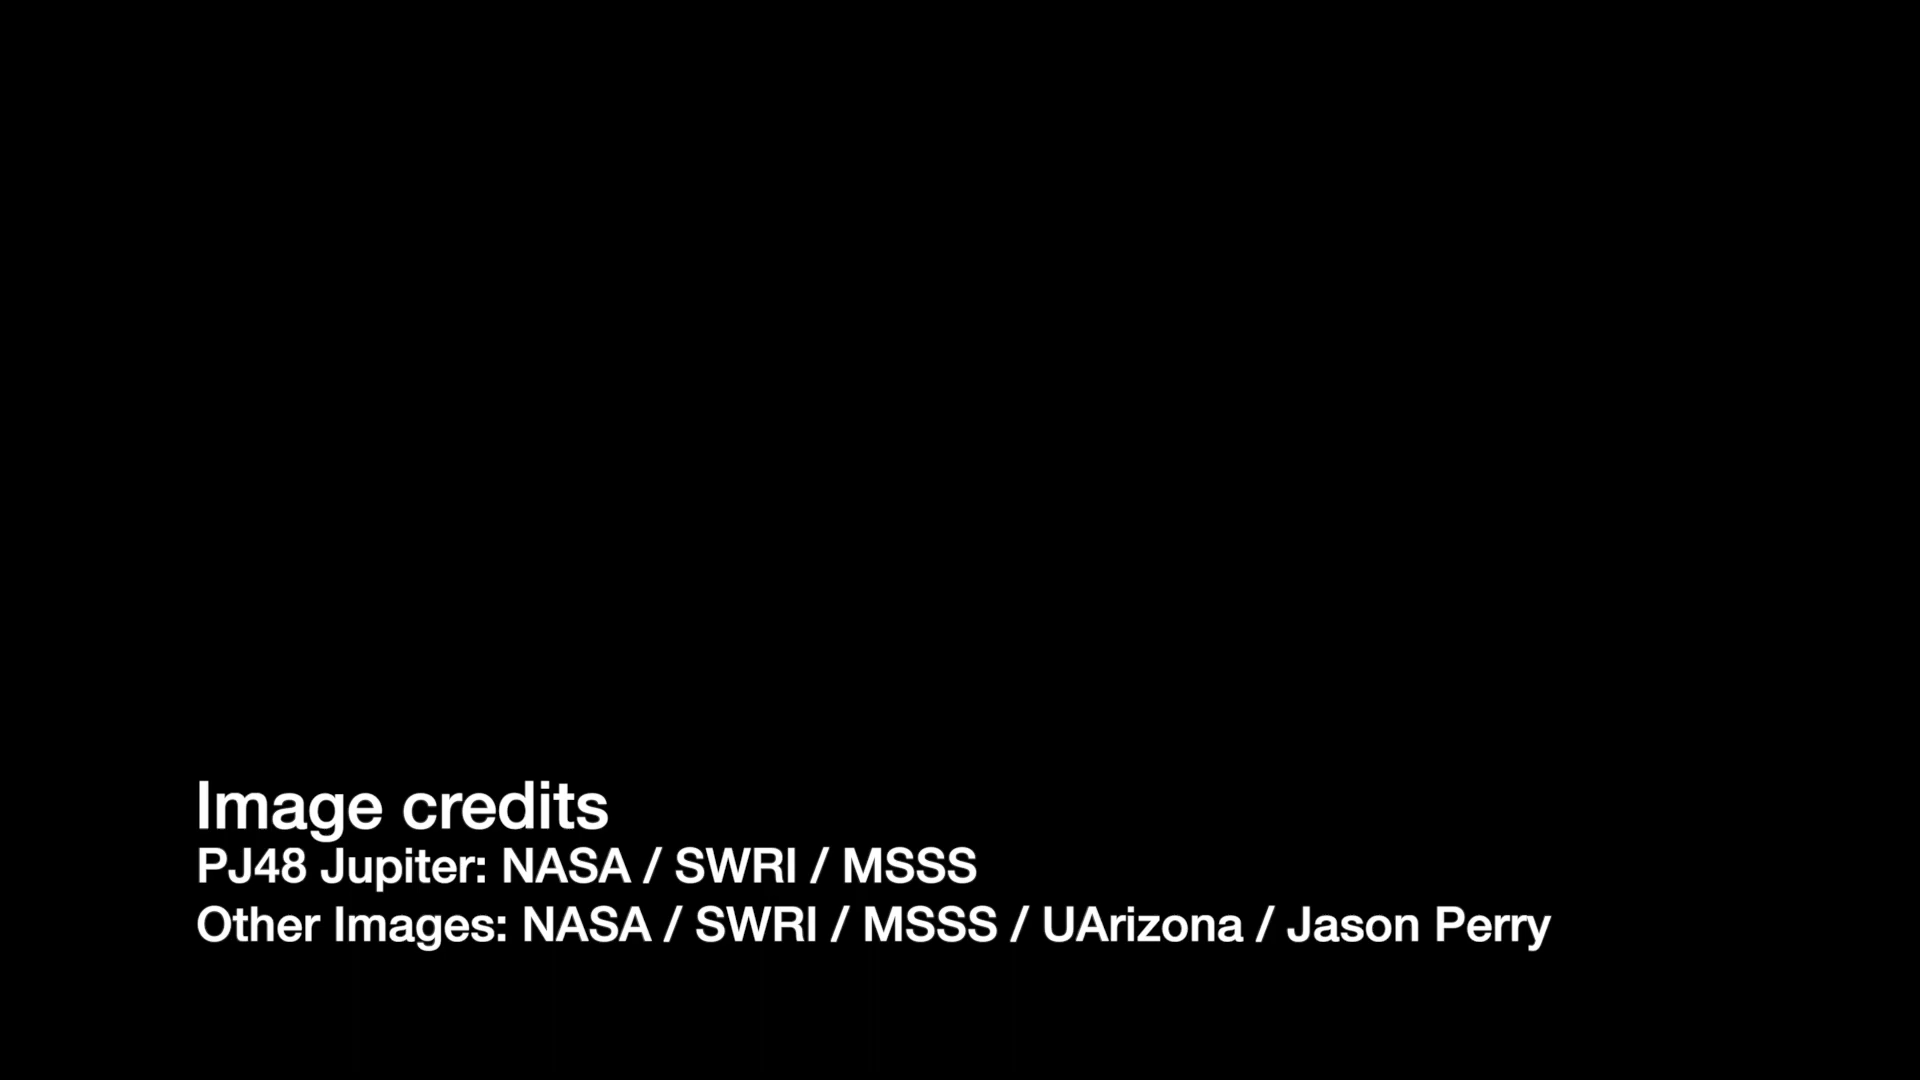 Image credits
PJ48 Jupiter: NASA / SWRI / MSSS
Other Images: NASA / SWRI / MSSS / UArizona / Jason Perry